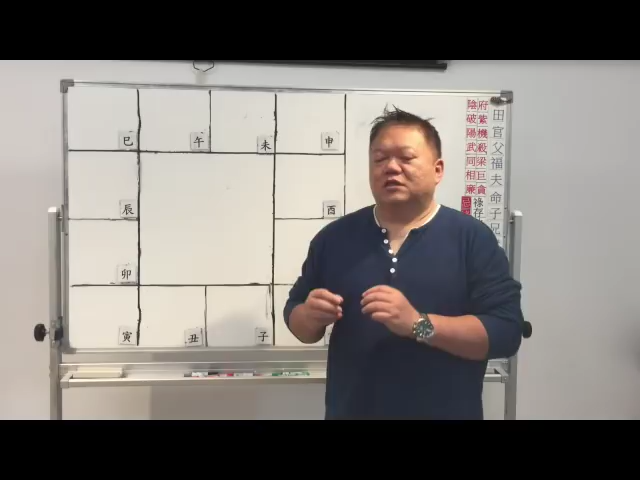 巳 午 未 申
辰 酉
卯
寅 丑 子
陰 府
破 紫
陽 機
武 殺
同 梁
相 巨
廉 貪
祿存
田
官
父
福
夫
命
子
兄